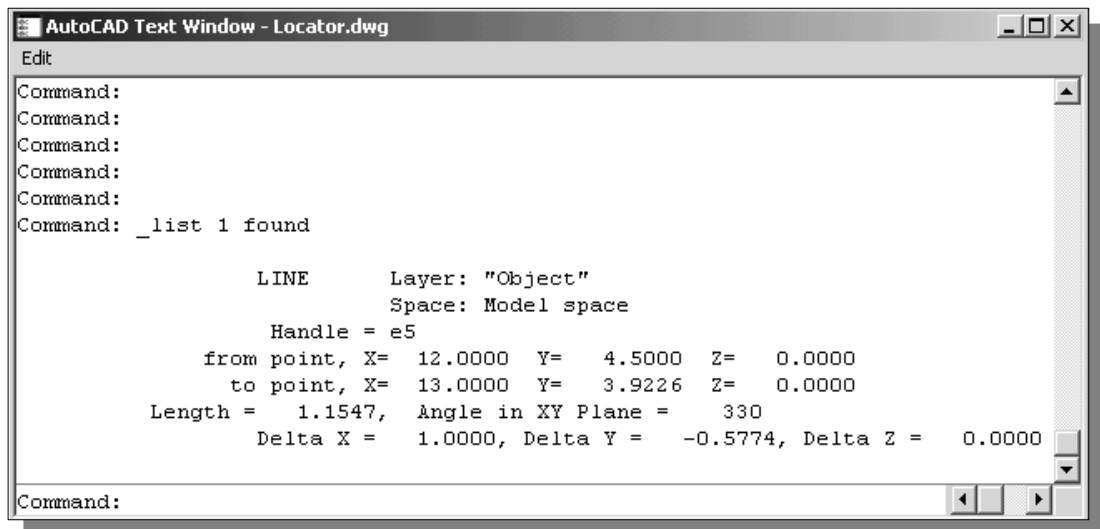 AutoCAD Text Window - Locator.dwg
Edit
Command:
Command:
Command:
Command:
Command:
Command: _list 1 found
LINE Layer: "Object"
Space: Model space
Handle = e5
from point, X= 12.0000 Y= 4.5000 Z= 0.0000
to point, X= 13.0000 Y= 3.9226 Z= 0.0000
Length = 1.1547, Angle in XY Plane = 330
Delta X = 1.0000, Delta Y = -0.5774, Delta Z = 0.0000
Command: